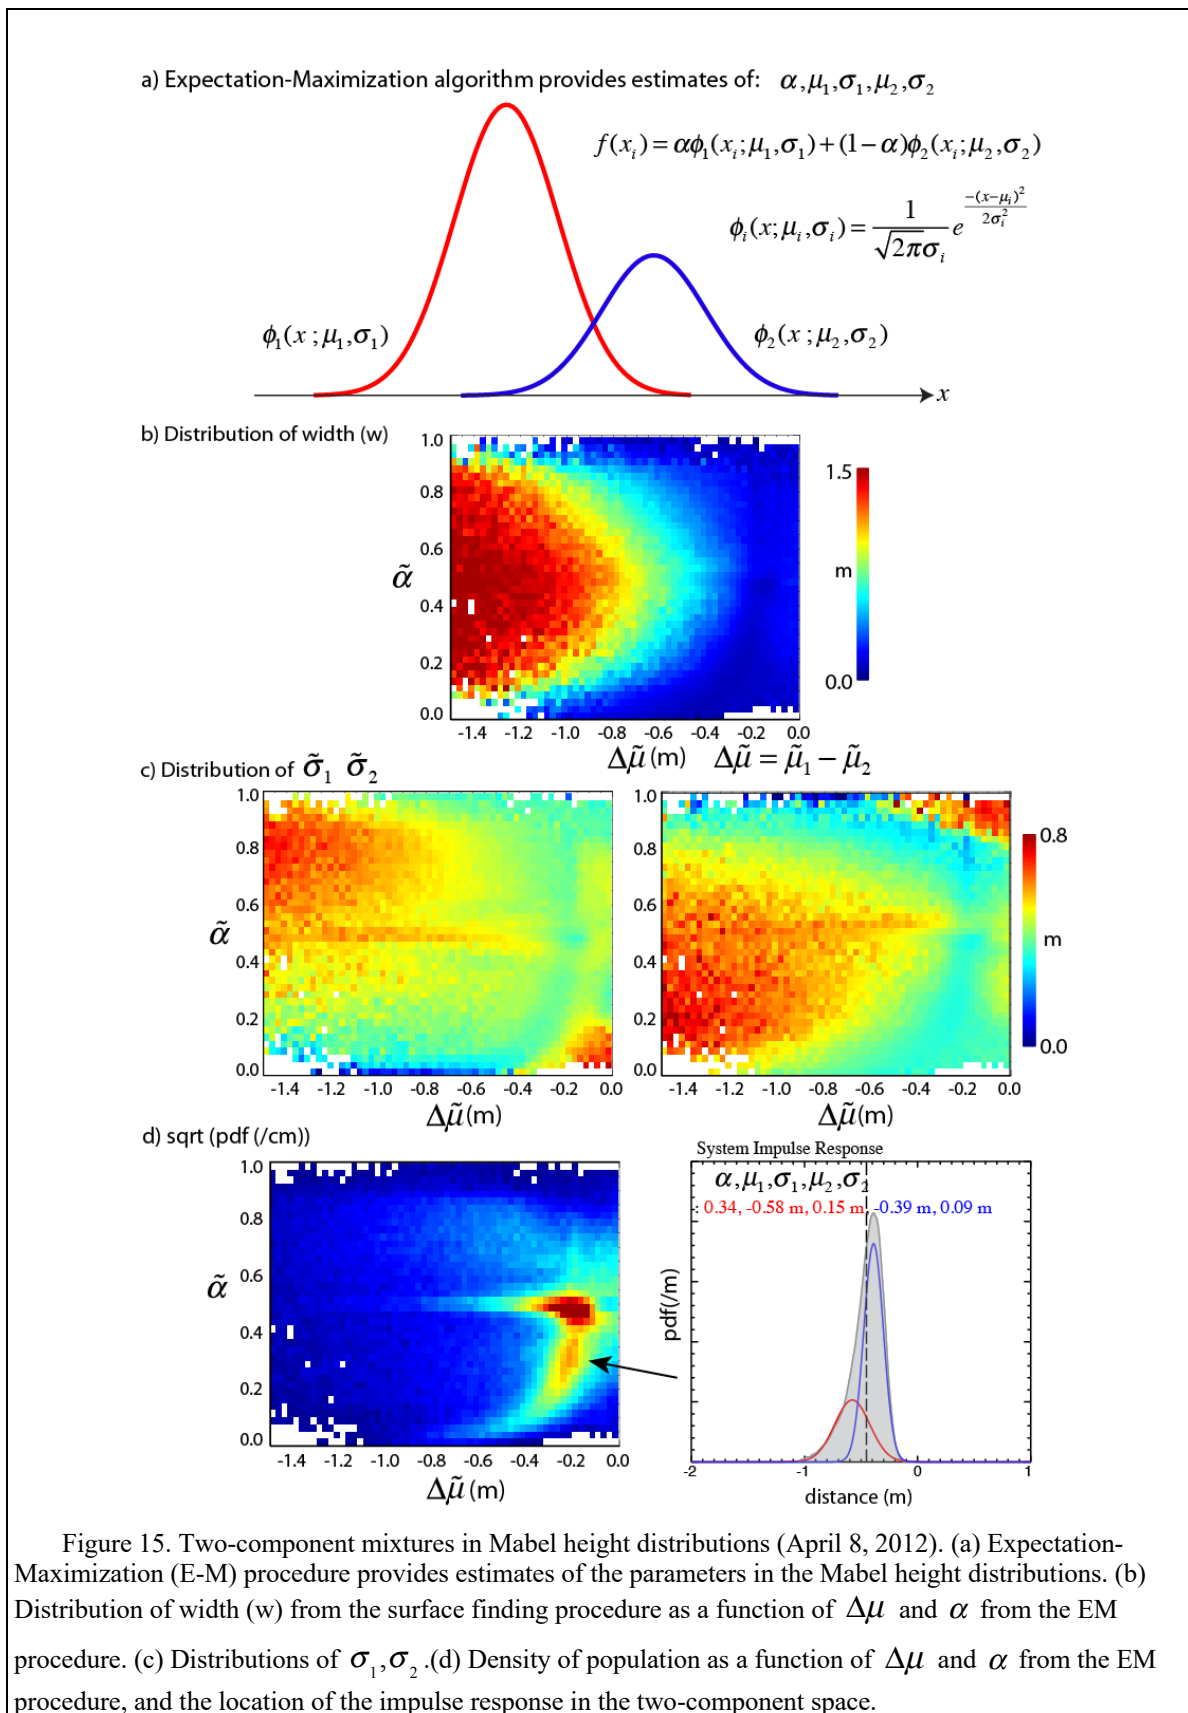 a) Expectation-Maximization algorithm provides estimates of: α,μ₁,σ₁,μ₂,σ₂
f(xᵢ)=αϕ₁(xᵢ;μ₁,σ₁)+(1−α)ϕ₂(xᵢ;μ₂,σ₂)
ϕᵢ(x;μᵢ,σᵢ)= 1/(√2π σᵢ) e^(−(x−μᵢ)²/2σᵢ²)
ϕ₁(x;μ₁,σ₁)
ϕ₂(x;μ₂,σ₂)
x
b) Distribution of width (w)
1.0
0.8
0.6
α̃
0.4
0.2
0.0
-1.4 -1.2 -1.0 -0.8 -0.6 -0.4 -0.2 0.0
1.5
m
0.0
Δμ̃(m) Δμ̃ = μ̃₁ − μ̃₂
c) Distribution of σ̃₁ σ̃₂
1.0
0.8
0.6
α̃
0.4
0.2
0.0
-1.4 -1.2 -1.0 -0.8 -0.6 -0.4 -0.2 0.0
Δμ̃(m)
1.0
0.8
0.6
α̃
0.4
0.2
0.0
-1.4 -1.2 -1.0 -0.8 -0.6 -0.4 -0.2 0.0
Δμ̃(m)
0.8
m
0.0
d) sqrt (pdf (/cm))
1.0
0.8
0.6
α̃
0.4
0.2
0.0
-1.4 -1.2 -1.0 -0.8 -0.6 -0.4 -0.2 0.0
Δμ̃(m)
System Impulse Response
α,μ₁,σ₁,μ₂,σ₂
: 0.34, -0.58 m, 0.15 m, -0.39 m, 0.09 m
pdf(/m)
-2 -1 0 1
distance (m)
Figure 15. Two-component mixtures in Mabel height distributions (April 8, 2012). (a) Expectation-
Maximization (E-M) procedure provides estimates of the parameters in the Mabel height distributions. (b)
Distribution of width (w) from the surface finding procedure as a function of Δμ and α from the EM
procedure. (c) Distributions of σ₁,σ₂ .(d) Density of population as a function of Δμ and α from the EM
procedure, and the location of the impulse response in the two-component space.